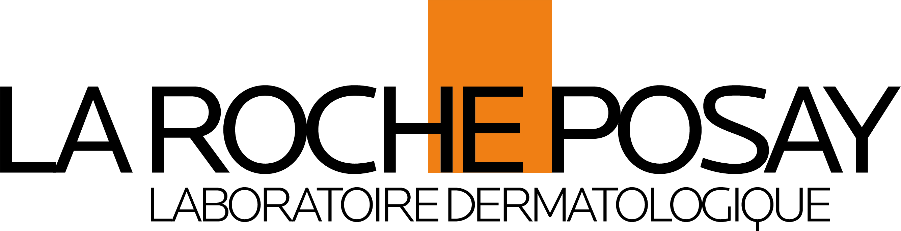 LA ROCHE POSAY
LABORATOIRE DERMATOLOGIQUE